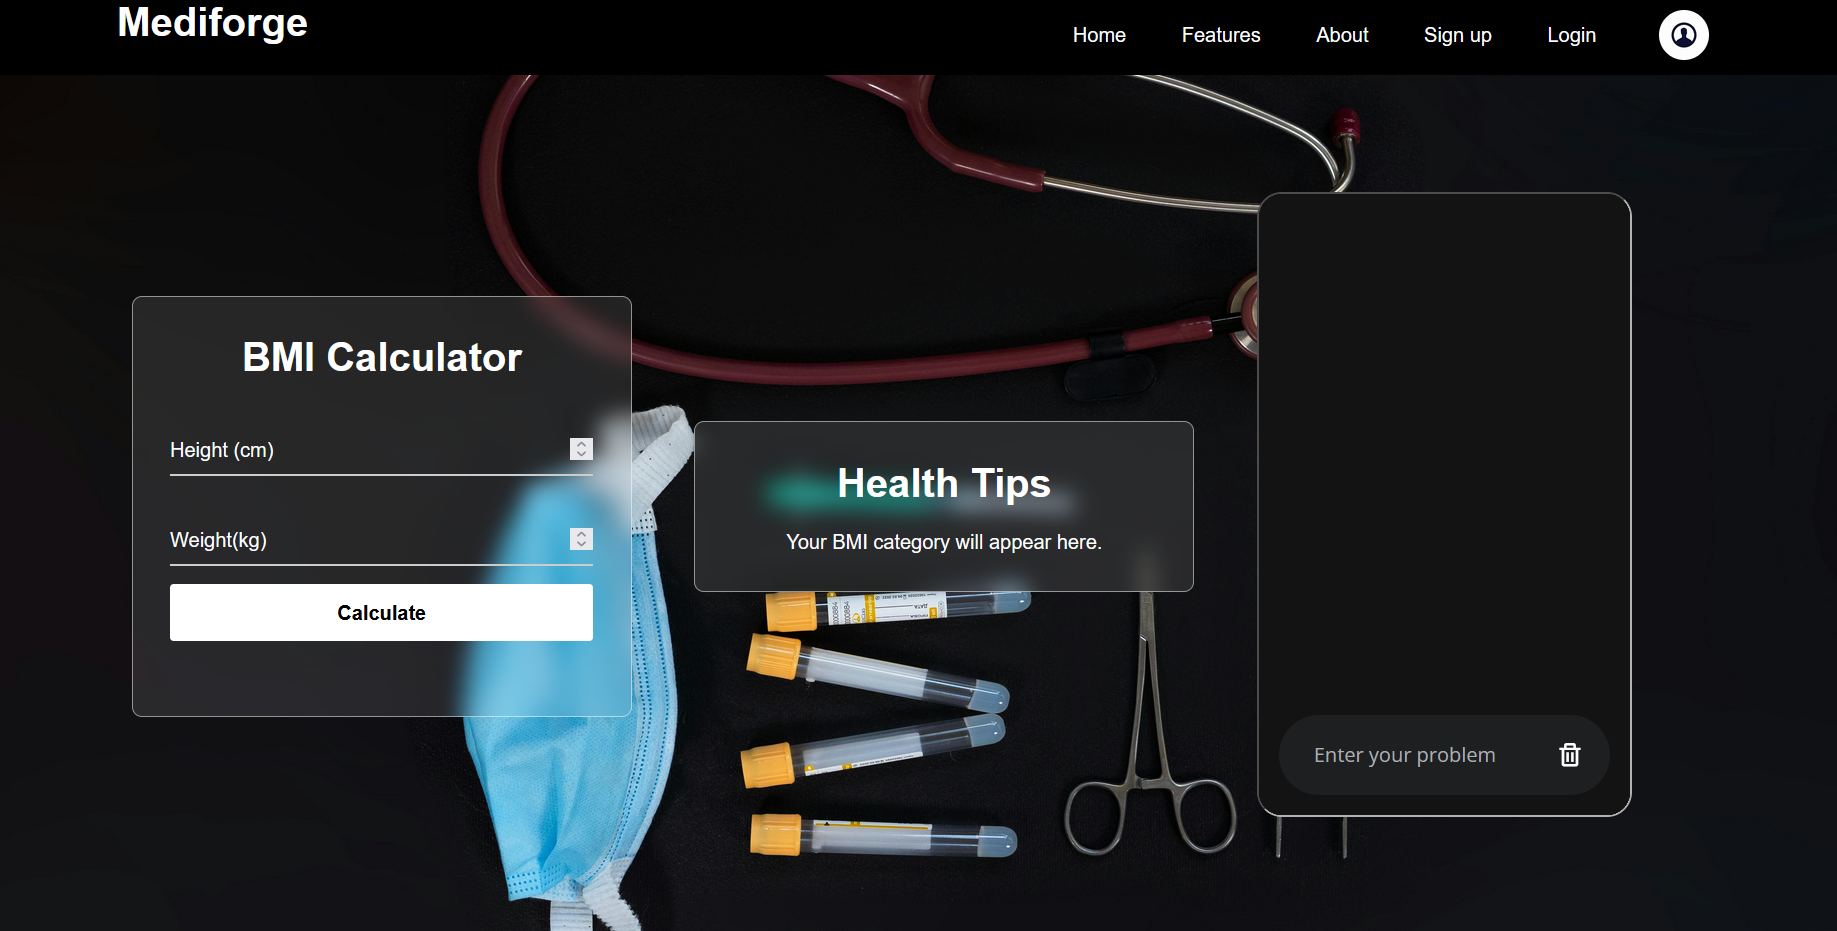 Mediforge
Home Features About Sign up Login
BMI Calculator
Height (cm)
Weight(kg)
Calculate
Health Tips
Your BMI category will appear here.
Enter your problem